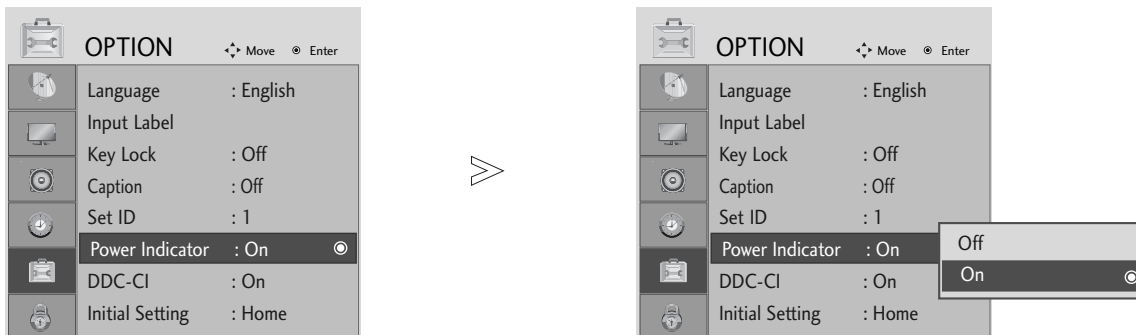 OPTION Move Enter
Language : English
Input Label
Key Lock : Off
Caption : Off
Set ID : 1
Power Indicator : On
DDC-CI : On
Initial Setting : Home
OPTION Move Enter
Language : English
Input Label
Key Lock : Off
Caption : Off
Set ID : 1
Power Indicator : On
DDC-CI : On
Initial Setting : Home
Off
On